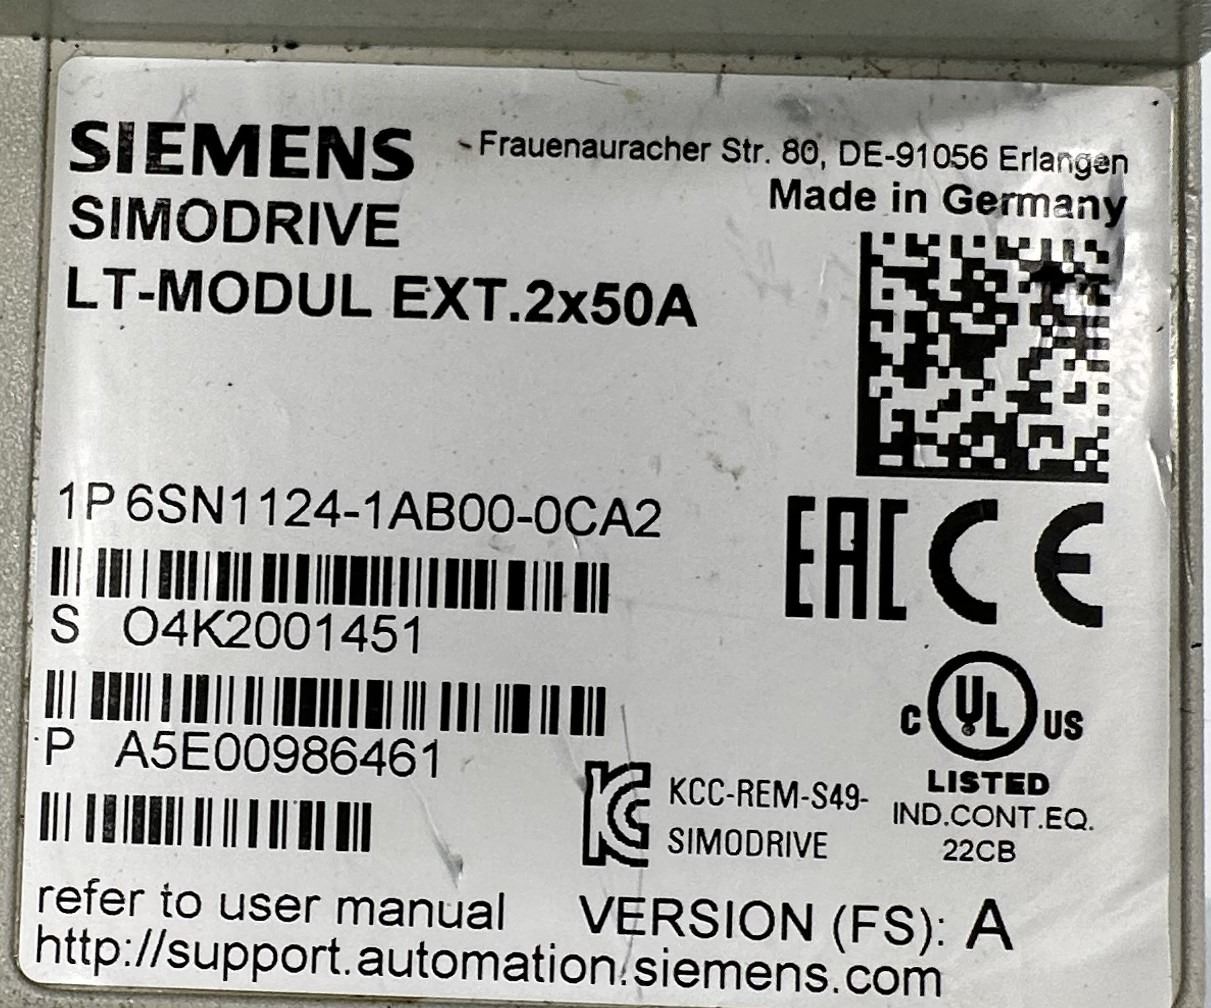 SIEMENS
Frauenauracher Str. 80, DE-91056 Erlangen
Made in Germany
SIMODRIVE
LT-MODUL EXT.2x50A
1P 6SN1124-1AB00-0CA2
EAC CE
S O4K2001451
P A5E00986461
C UL US
LISTED
IND.CONT.EQ.
22CB
KCC-REM-S49-
SIMODRIVE
refer to user manual
VERSION (FS): A
http://support.automation.siemens.com